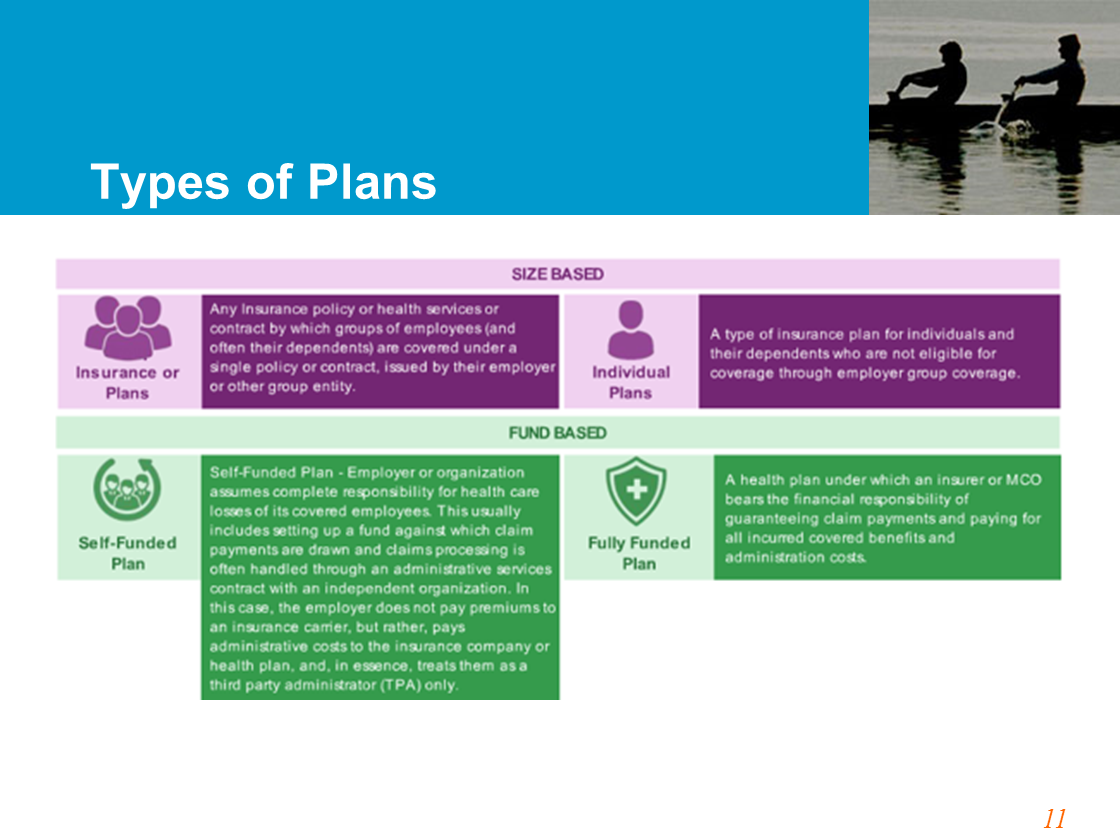 Types of Plans
SIZE BASED
Insurance or
Plans
Any Insurance policy or health services or
contract by which groups of employees (and
often their dependents) are covered under a
single policy or contract, issued by their employer
or other group entity.
Individual
Plans
A type of insurance plan for individuals and
their dependents who are not eligible for
coverage through employer group coverage.
FUND BASED
Self-Funded
Plan
Self-Funded Plan - Employer or organization
assumes complete responsibility for health care
losses of its covered employees. This usually
includes setting up a fund against which claim
payments are drawn and claims processing is
often handled through an administrative services
contract with an independent organization. In
this case, the employer does not pay premiums to
an insurance carrier, but rather, pays
administrative costs to the insurance company or
health plan, and, in essence, treats them as a
third party administrator (TPA) only.
Fully Funded
Plan
A health plan under which an insurer or MCO
bears the financial responsibility of
guaranteeing claim payments and paying for
all incurred covered benefits and
administration costs.
11